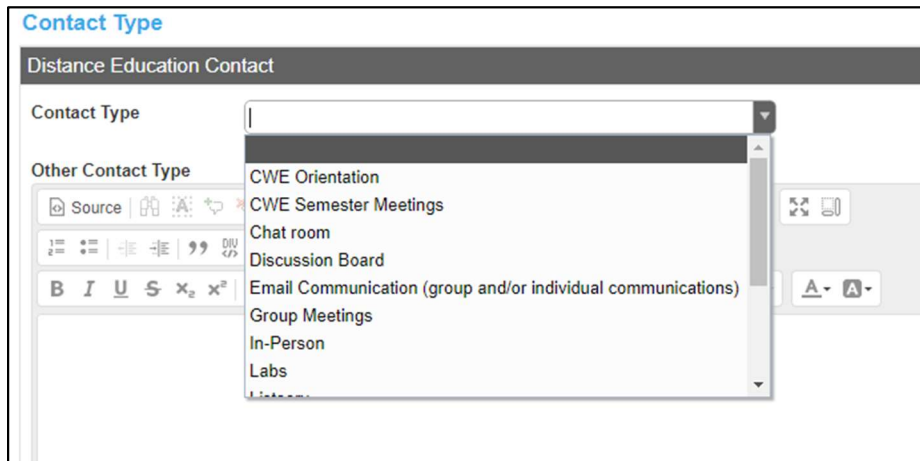 Contact Type
Distance Education Contact
Contact Type
Other Contact Type
CWE Orientation
CWE Semester Meetings
Chat room
Discussion Board
Email Communication (group and/or individual communications)
Group Meetings
In-Person
Labs
Source
DIV
B I U S x₂ x² A A